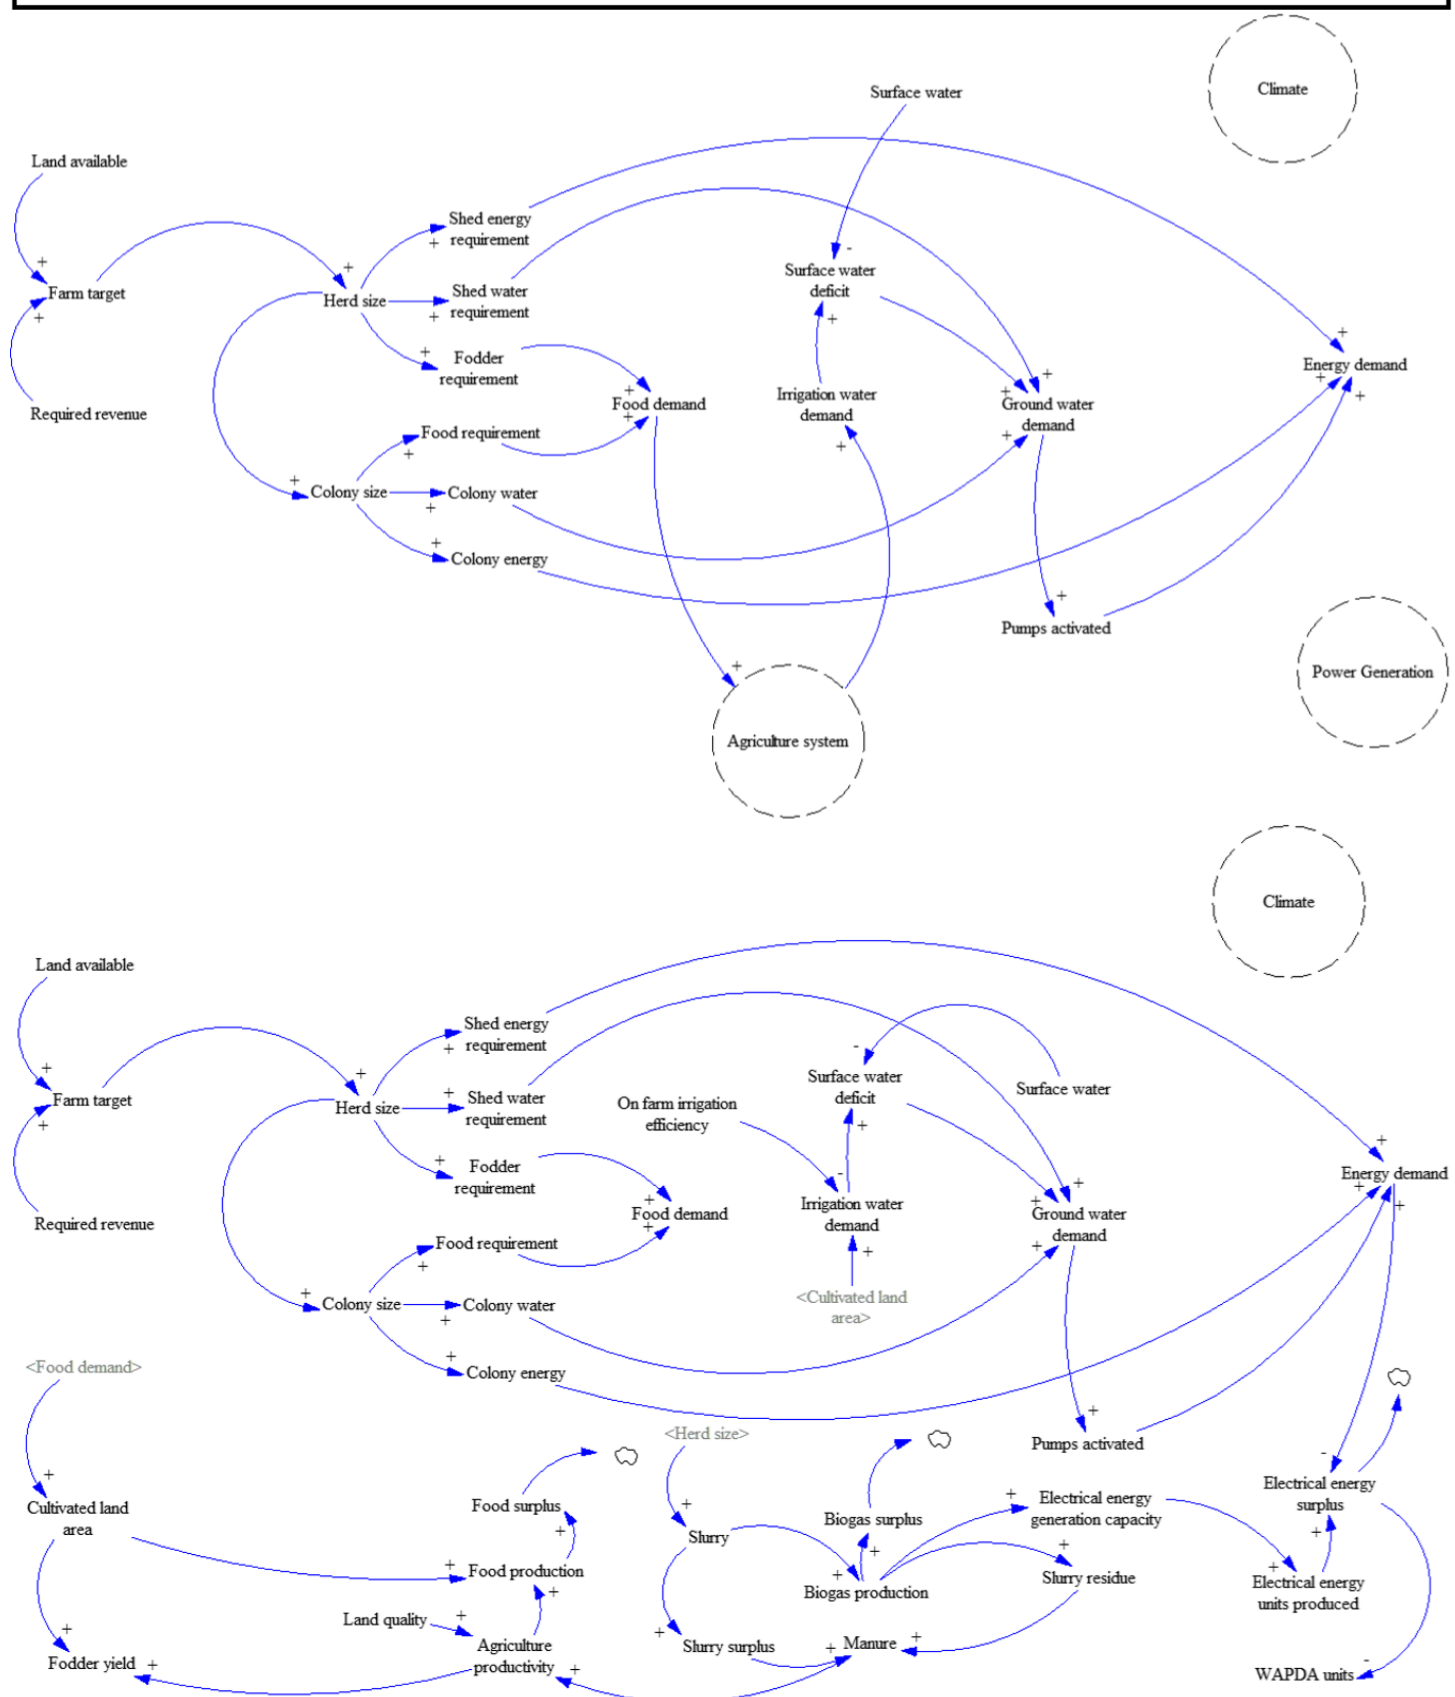 Climate
Surface water
Land available
Shed energy
requirement
Farm target
Herd size
Shed water
requirement
Surface water
deficit
Fodder
requirement
Energy demand
Required revenue
Food demand
Irrigation water
demand
Ground water
demand
Food requirement
Colony size
Colony water
Colony energy
Pumps activated
Power Generation
Agriculture system
Climate
Land available
Shed energy
requirement
Farm target
Herd size
Shed water
requirement
On farm irrigation
efficiency
Surface water
deficit
Surface water
Fodder
requirement
Energy demand
Required revenue
Food demand
Irrigation water
demand
Ground water
demand
Food requirement
Colony size
Colony water
<Cultivated land
area>
<Food demand>
Colony energy
<Herd size>
Pumps activated
Cultivated land
area
Food surplus
Slurry
Biogas surplus
Electrical energy
generation capacity
Electrical energy
surplus
Food production
Biogas production
Slurry residue
Electrical energy
units produced
Land quality
Agriculture
productivity
Fodder yield
Slurry surplus
Manure
WAPDA units